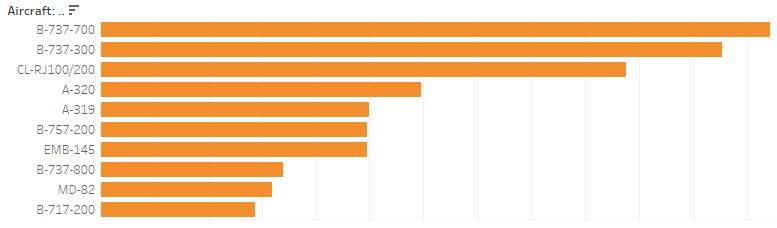 Aircraft: ..
B-737-700
B-737-300
CL-RJ100/200
A-320
A-319
B-757-200
EMB-145
B-737-800
MD-82
B-717-200